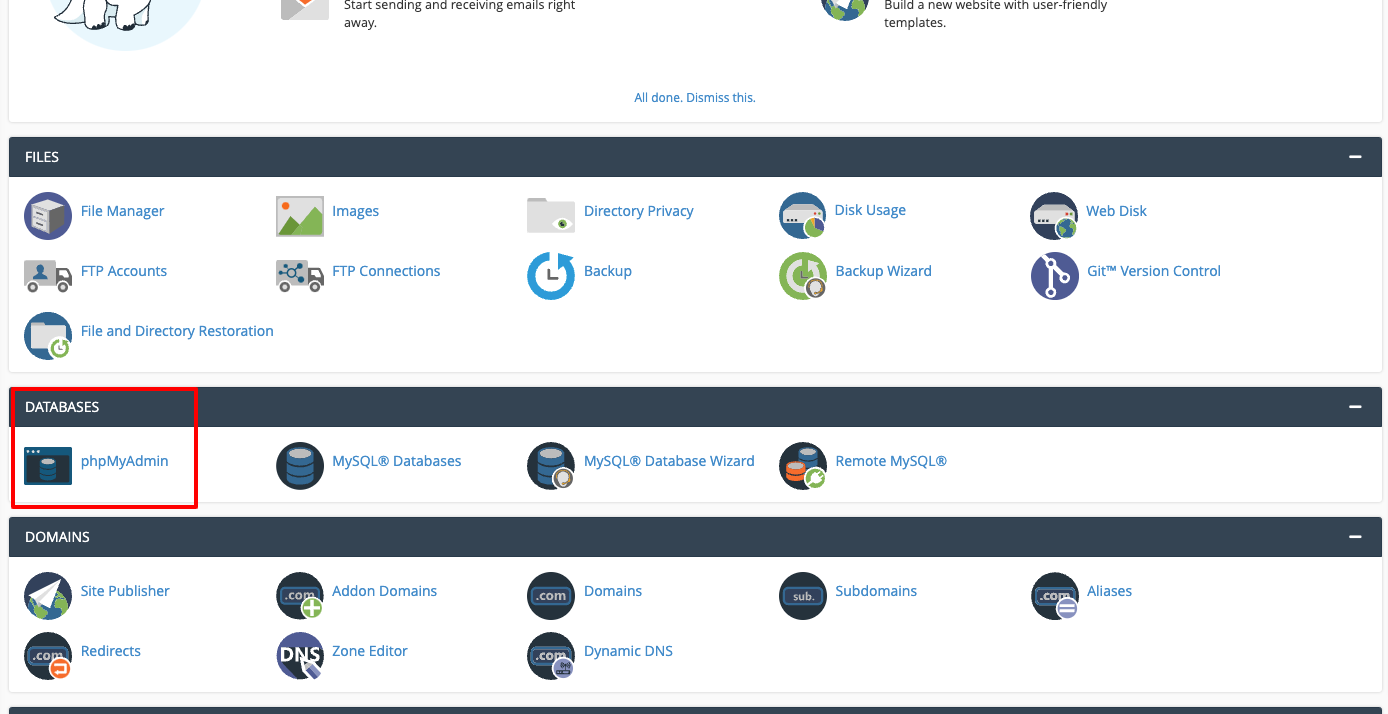 Start sending and receiving emails right
away.
Build a new website with user-friendly
templates.
All done. Dismiss this.
FILES
File Manager
Images
Directory Privacy
Disk Usage
Web Disk
FTP Accounts
FTP Connections
Backup
Backup Wizard
Git™ Version Control
File and Directory Restoration
DATABASES
phpMyAdmin
MySQL® Databases
MySQL® Database Wizard
Remote MySQL®
DOMAINS
Site Publisher
.com
Addon Domains
.com
Domains
sub.
Subdomains
.com
Aliases
.com
Redirects
DNS
Zone Editor
.com
Dynamic DNS